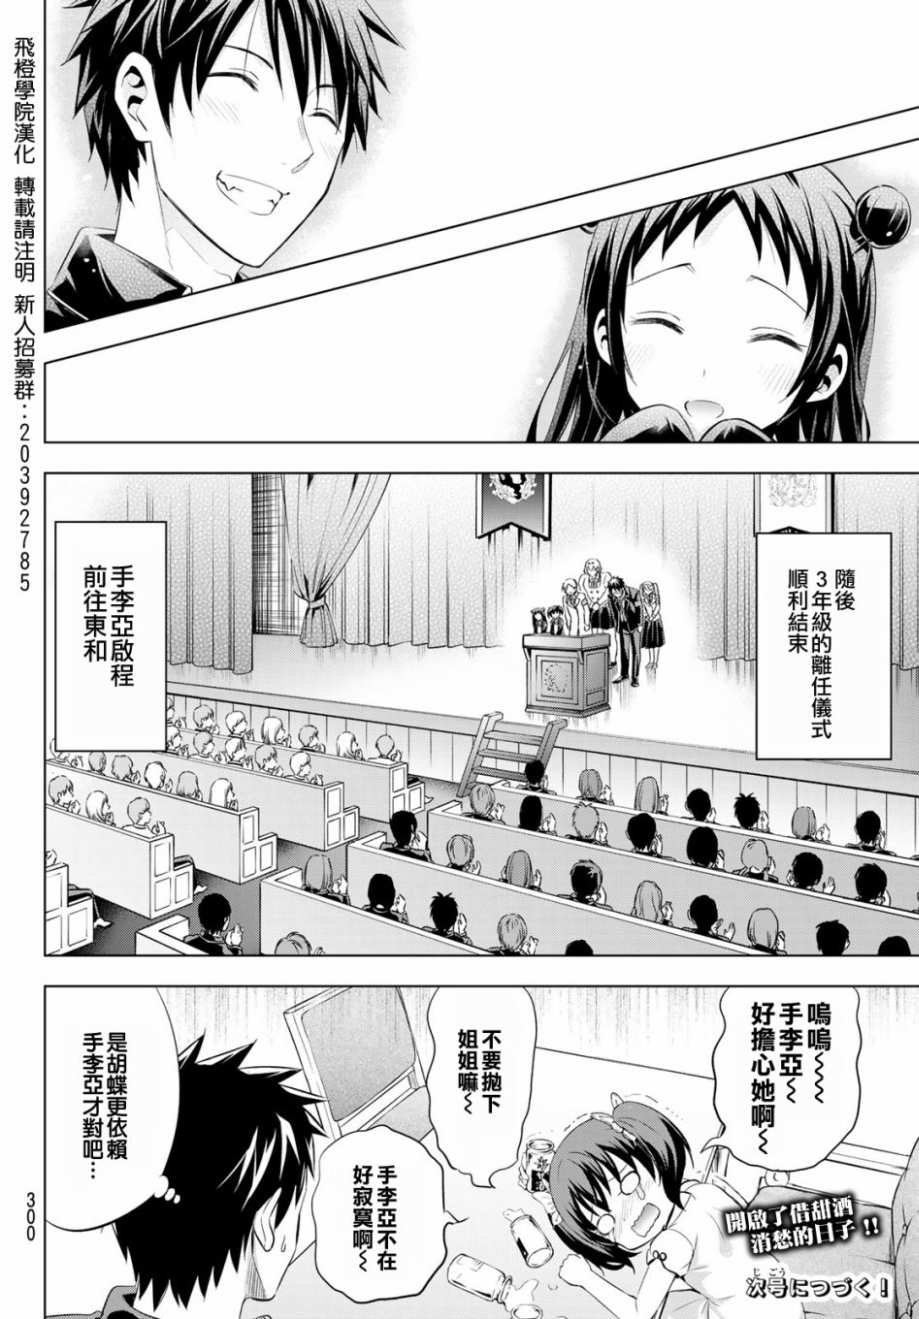 飛橙學院漢化 轉載請注明 新人招募群:20392785
隨後
3年級的離任儀式
順利結束
手李亞啟程
前往東和
嗚嗚~~~
手李亞~
好擔心她啊~
不要拋下
姐姐嘛~
手李亞不在
好寂寞啊~
是胡蝶更依賴
手李亞才對吧…
開啟了借甜酒
消愁的日子!!
じごう
次号につづく!
300